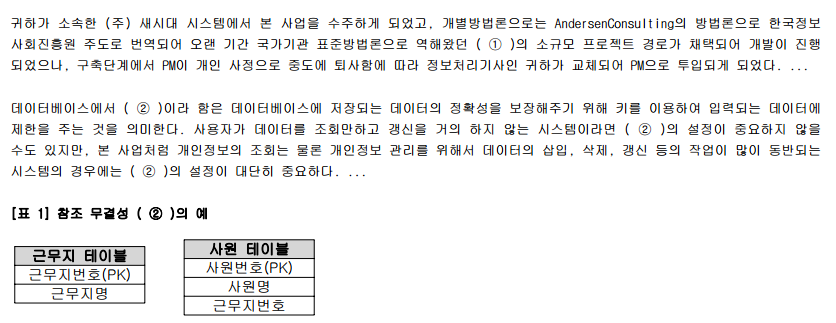 귀하가 소속한 (주) 새시대 시스템에서 본 사업을 수주하게 되었고, 개별방법론으로는 AndersenConsulting의 방법론으로 한국정보
사회진흥원 주도로 번역되어 오랜 기간 국가기관 표준방법론으로 역해왔던 ( ① )의 소규모 프로젝트 경로가 채택되어 개발이 진행
되었으나, 구축단계에서 PM이 개인 사정으로 중도에 퇴사함에 따라 정보처리기사인 귀하가 교체되어 PM으로 투입되게 되었다. ...
데이터베이스에서 ( ② )이라 함은 데이터베이스에 저장되는 데이터의 정확성을 보장해주기 위해 키를 이용하여 입력되는 데이터에
제한을 주는 것을 의미한다. 사용자가 데이터를 조회만하고 갱신을 거의 하지 않는 시스템이라면 ( ② )의 설정이 중요하지 않을
수도 있지만, 본 사업처럼 개인정보의 조회는 물론 개인정보 관리를 위해서 데이터의 삽입, 삭제, 갱신 등의 작업이 많이 동반되는
시스템의 경우에는 ( ② )의 설정이 대단히 중요하다. ...
[표 1] 참조 무결성 ( ② )의 예
근무지 테이블
근무지번호(PK)
근무지명
사원 테이블
사원번호(PK)
사원명
근무지번호